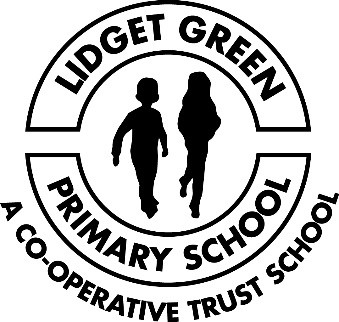 LIDGET GREEN
PRIMARY SCHOOL
A CO-OPERATIVE TRUST SCHOOL